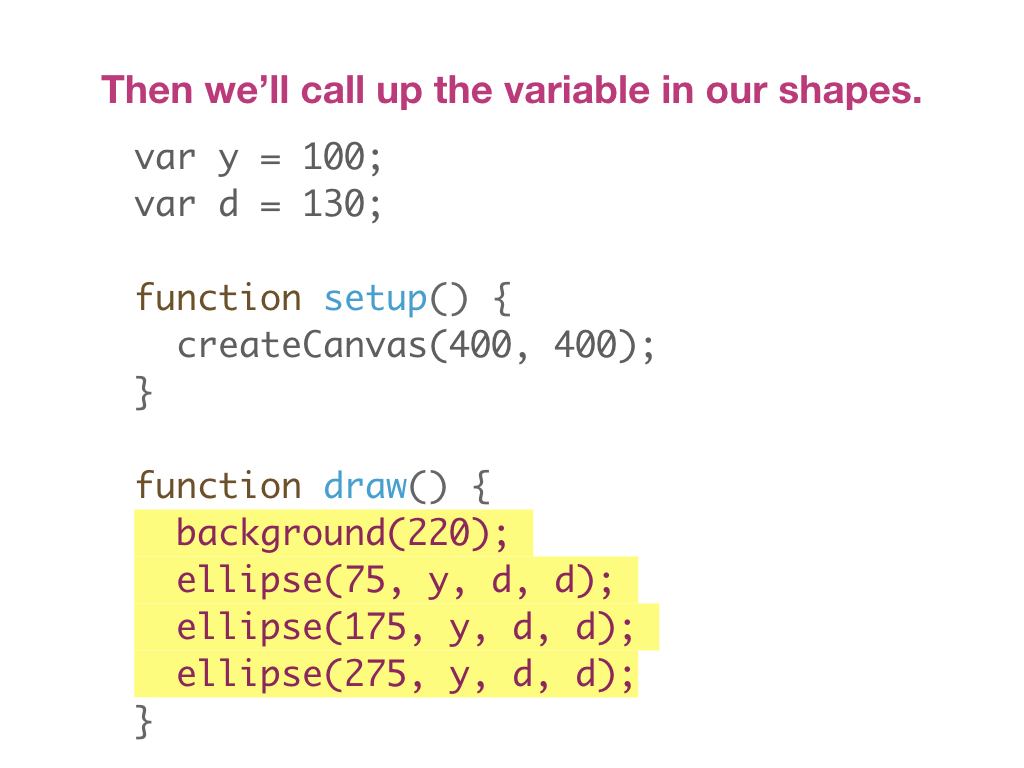 Then we’ll call up the variable in our shapes.
var y = 100;
var d = 130;
function setup() {
  createCanvas(400, 400);
}
function draw() {
  background(220);
  ellipse(75, y, d, d);
  ellipse(175, y, d, d);
  ellipse(275, y, d, d);
}